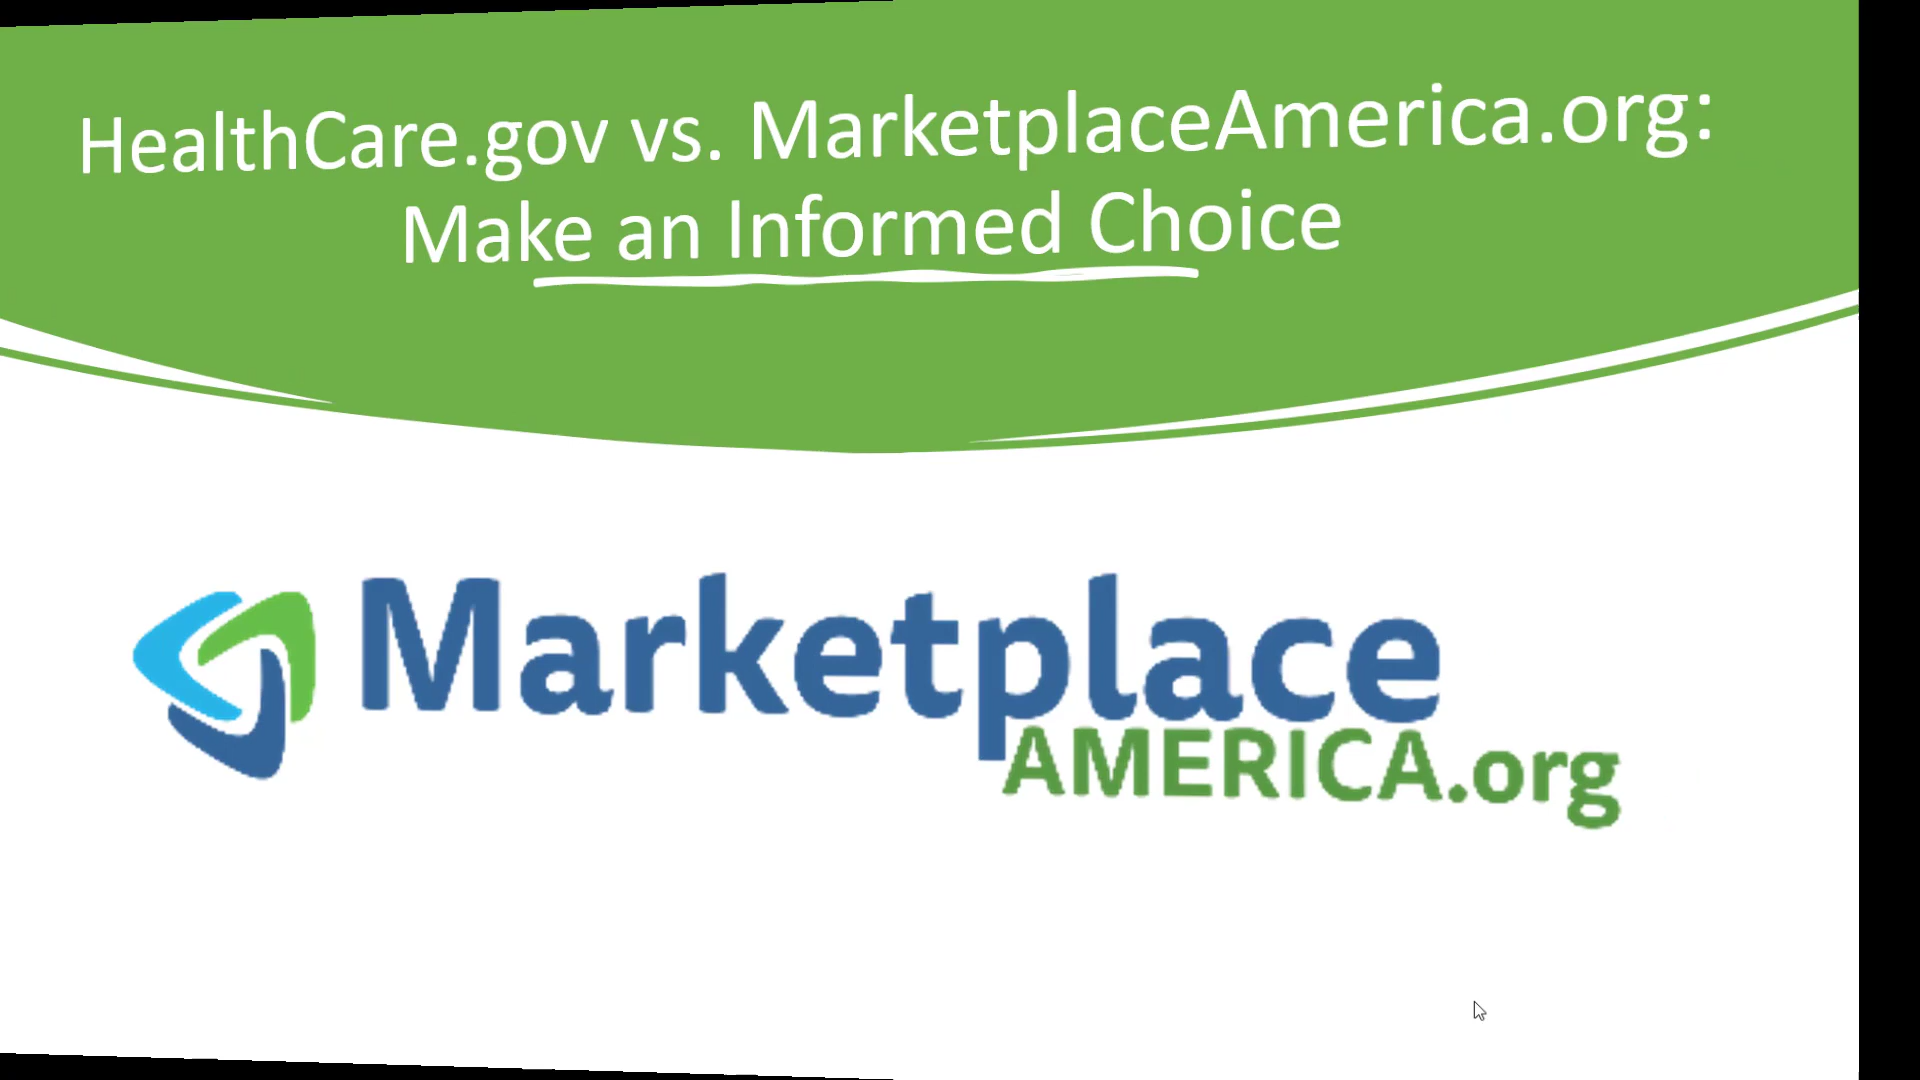 HealthCare.gov vs. MarketplaceAmerica.org:
Make an Informed Choice
Marketplace
AMERICA.org